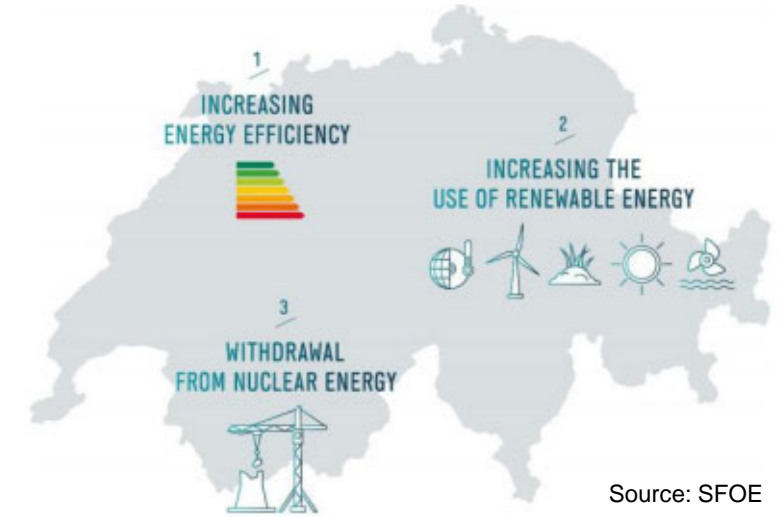 1
INCREASING
ENERGY EFFICIENCY
2
INCREASING THE
USE OF RENEWABLE ENERGY
3
WITHDRAWAL
FROM NUCLEAR ENERGY
Source: SFOE